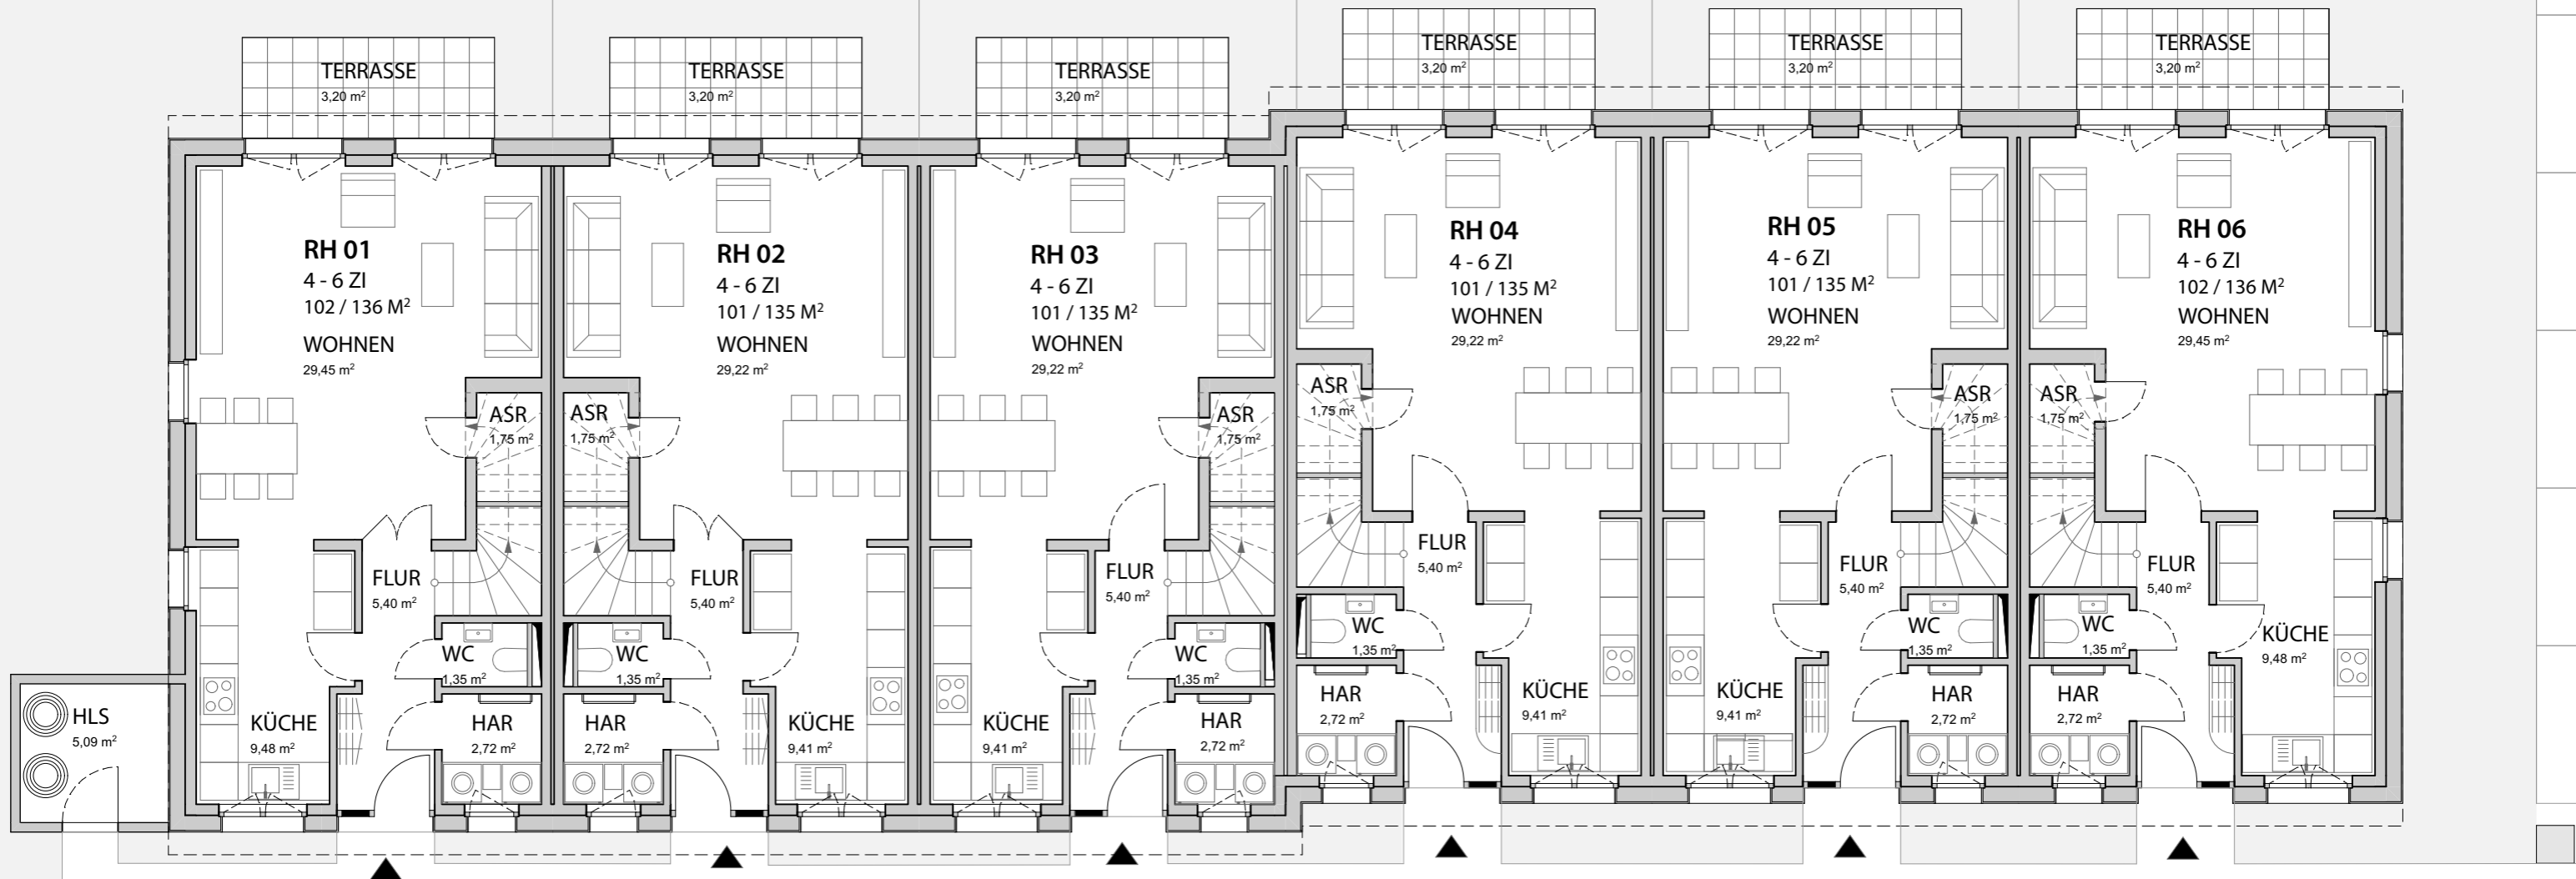 TERRASSE
3,20 m²
TERRASSE
3,20 m²
TERRASSE
3,20 m²
TERRASSE
3,20 m²
TERRASSE
3,20 m²
TERRASSE
3,20 m²
RH 01
4 - 6 ZI
102 / 136 M²
WOHNEN
29,45 m²
ASR
1,75 m²
FLUR
5,40 m²
WC
1,35 m²
KÜCHE
9,48 m²
HAR
2,72 m²
HLS
5,09 m²
RH 02
4 - 6 ZI
101 / 135 M²
WOHNEN
29,22 m²
ASR
1,75 m²
FLUR
5,40 m²
WC
1,35 m²
HAR
2,72 m²
KÜCHE
9,41 m²
RH 03
4 - 6 ZI
101 / 135 M²
WOHNEN
29,22 m²
ASR
1,75 m²
FLUR
5,40 m²
WC
1,35 m²
KÜCHE
9,41 m²
HAR
2,72 m²
RH 04
4 - 6 ZI
101 / 135 M²
WOHNEN
29,22 m²
ASR
1,75 m²
FLUR
5,40 m²
WC
1,35 m²
HAR
2,72 m²
KÜCHE
9,41 m²
RH 05
4 - 6 ZI
101 / 135 M²
WOHNEN
29,22 m²
ASR
1,75 m²
FLUR
5,40 m²
WC
1,35 m²
KÜCHE
9,41 m²
HAR
2,72 m²
RH 06
4 - 6 ZI
102 / 136 M²
WOHNEN
29,45 m²
ASR
1,75 m²
FLUR
5,40 m²
WC
1,35 m²
KÜCHE
9,48 m²
HAR
2,72 m²